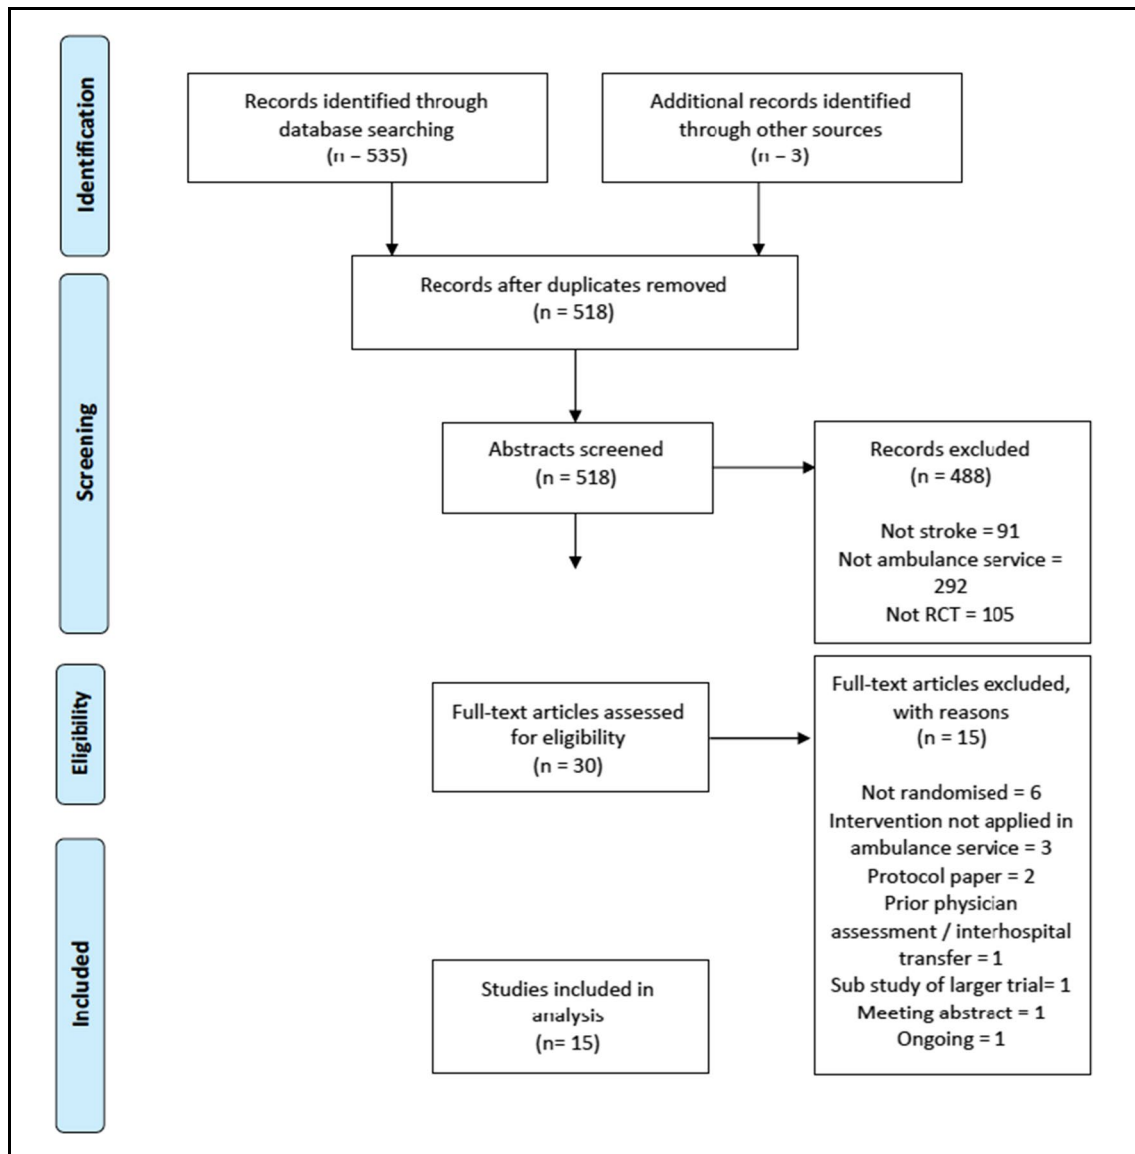 Identification
Records identified through
database searching
(n – 535)
Additional records identified
through other sources
(n – 3)
Screening
Records after duplicates removed
(n = 518)
Abstracts screened
(n = 518)
Records excluded
(n = 488)
Not stroke = 91
Not ambulance service =
292
Not RCT = 105
Eligibility
Full-text articles assessed
for eligibility
(n = 30)
Full-text articles excluded,
with reasons
(n = 15)
Not randomised = 6
Intervention not applied in
ambulance service = 3
Protocol paper = 2
Prior physician
assessment / interhospital
transfer = 1
Sub study of larger trial= 1
Meeting abstract = 1
Ongoing = 1
Included
Studies included in
analysis
(n= 15)